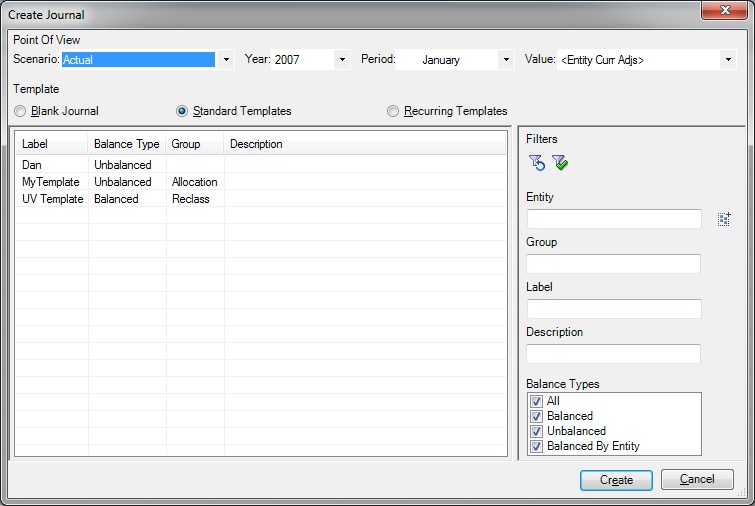 Create Journal
Point Of View
Scenario: Actual Year: 2007 Period: January Value: <Entity Curr Adjs>
Template
Blank Journal Standard Templates Recurring Templates
Label Balance Type Group Description
Dan Unbalanced
MyTemplate Unbalanced Allocation
UV Template Balanced Reclass
Filters
Entity
Group
Label
Description
Balance Types
All
Balanced
Unbalanced
Balanced By Entity
Create Cancel